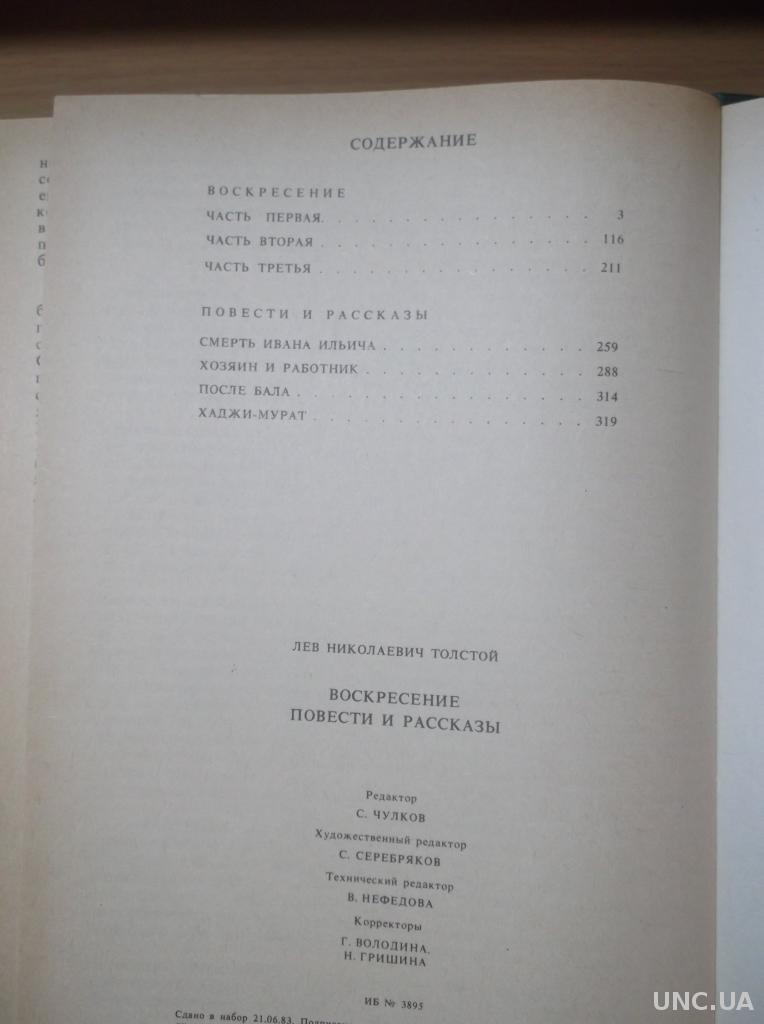 СОДЕРЖАНИЕ
ВОСКРЕСЕНИЕ
ЧАСТЬ ПЕРВАЯ. . . . . . . . . . . . . . . . 3
ЧАСТЬ ВТОРАЯ . . . . . . . . . . . . . . . . 116
ЧАСТЬ ТРЕТЬЯ . . . . . . . . . . . . . . . . 211
ПОВЕСТИ И РАССКАЗЫ
СМЕРТЬ ИВАНА ИЛЬИЧА . . . . . . . . . . . . 259
ХОЗЯИН И РАБОТНИК . . . . . . . . . . . . . 288
ПОСЛЕ БАЛА . . . . . . . . . . . . . . . . . 314
ХАДЖИ-МУРАТ . . . . . . . . . . . . . . . . 319
ЛЕВ НИКОЛАЕВИЧ ТОЛСТОЙ
ВОСКРЕСЕНИЕ
ПОВЕСТИ И РАССКАЗЫ
Редактор
С. ЧУЛКОВ
Художественный редактор
С. СЕРЕБРЯКОВ
Технический редактор
В. НЕФЕДОВА
Корректоры
Г. ВОЛОДИНА,
Н. ГРИШИНА
ИБ № 3895
Сдано в набор 21.06.83.
UNC.UA